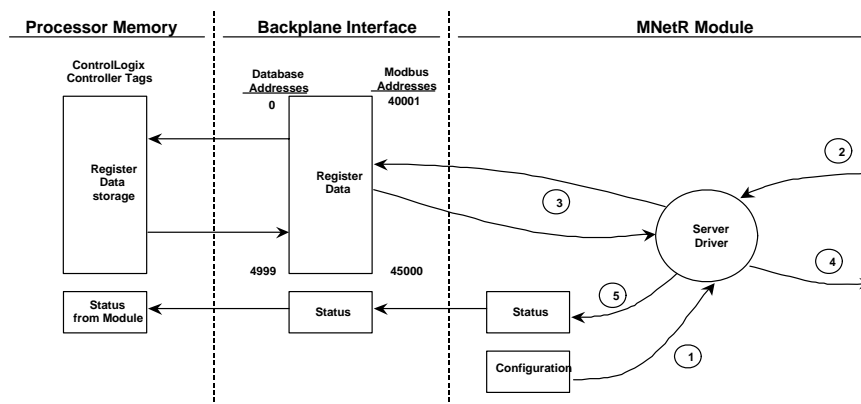 Processor Memory
Backplane Interface
MNetR Module
ControlLogix
Controller Tags
Database
Addresses
0
Modbus
Addresses
40001
Register
Data
storage
Register
Data
2
3
Server
Driver
4999
45000
4
Status
from Module
Status
Status
5
Configuration
1